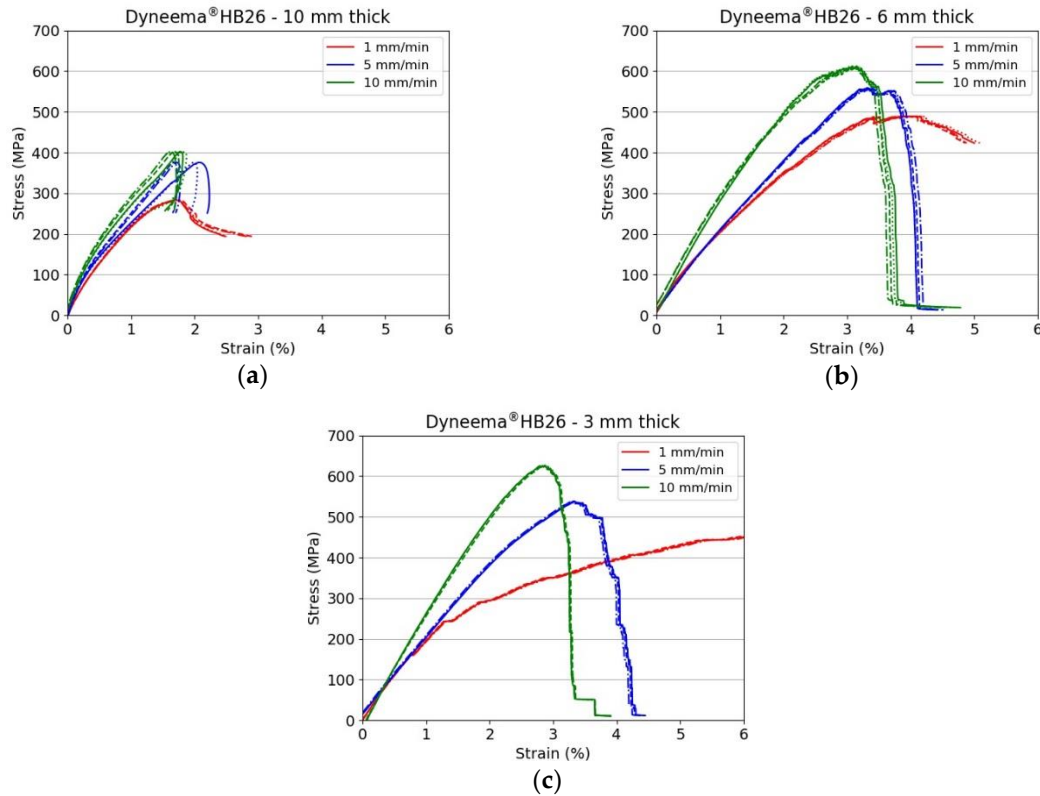 Dyneema®HB26 - 10 mm thick
700
600
500
400
300
200
100
0
Stress (MPa)
1 mm/min
5 mm/min
10 mm/min
0 1 2 3 4 5 6
Strain (%)
(a)
Dyneema®HB26 - 6 mm thick
700
600
500
400
300
200
100
0
Stress (MPa)
1 mm/min
5 mm/min
10 mm/min
0 1 2 3 4 5 6
Strain (%)
(b)
Dyneema®HB26 - 3 mm thick
700
600
500
400
300
200
100
0
Stress (MPa)
1 mm/min
5 mm/min
10 mm/min
0 1 2 3 4 5 6
Strain (%)
(c)